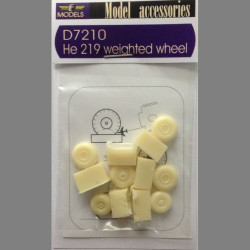 Model accessories
MODELS
D7210
He 219 weighted wheel